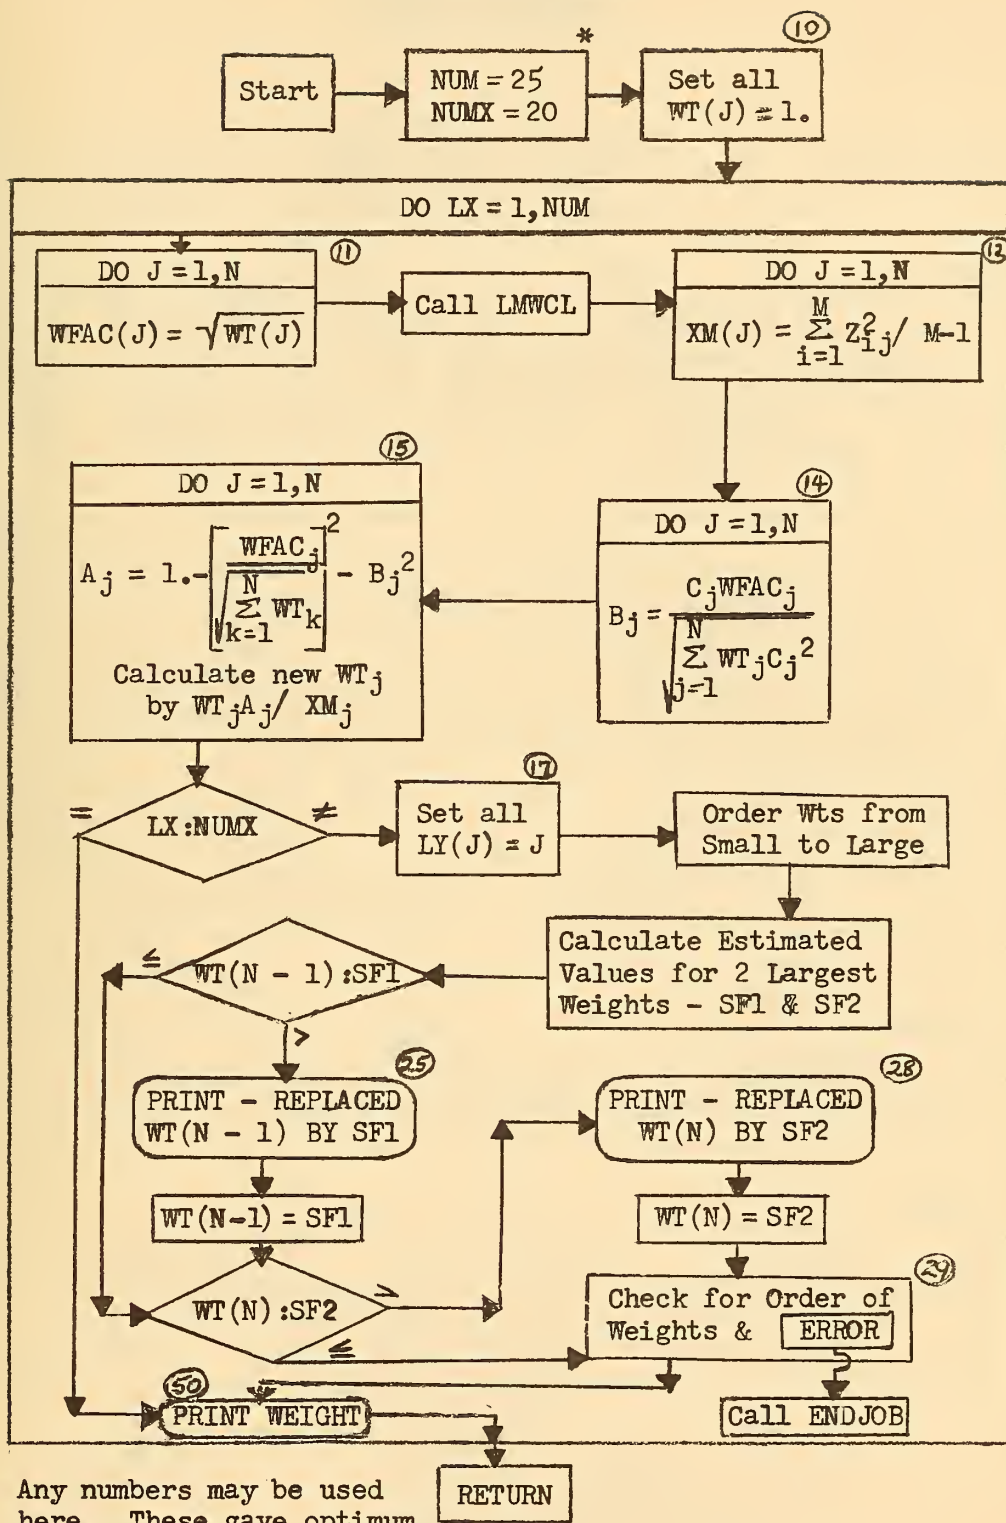 *
10
Start
NUM = 25
NUMX = 20
Set all
WT(J) = 1.
DO LX = 1,NUM
11
DO J = 1,N
WFAC(J) = √WT(J)
Call LMWCL
12
DO J = 1,N
XM(J) = M Σ i=1 Z²ij / M-1
15
DO J = 1,N
Aj = 1.- [WFACj / √(N Σ k=1 WTk)]² - Bj²
Calculate new WTj
by WTjAj/ XMj
14
DO J = 1,N
Bj = CjWFACj / √(N Σ j=1 WTjCj²)
=
LX:NUMX
≠
17
Set all
LY(J) = J
Order Wts from
Small to Large
Calculate Estimated
Values for 2 Largest
Weights - SF1 & SF2
≤
WT(N - 1):SF1
>
25
PRINT - REPLACED
WT(N - 1) BY SF1
28
PRINT - REPLACED
WT(N) BY SF2
WT(N-1) = SF1
WT(N) = SF2
WT(N):SF2
>
≤
29
Check for Order of
Weights & ERROR
50
PRINT WEIGHT
Call ENDJOB
RETURN
Any numbers may be used
here. These gave optimum